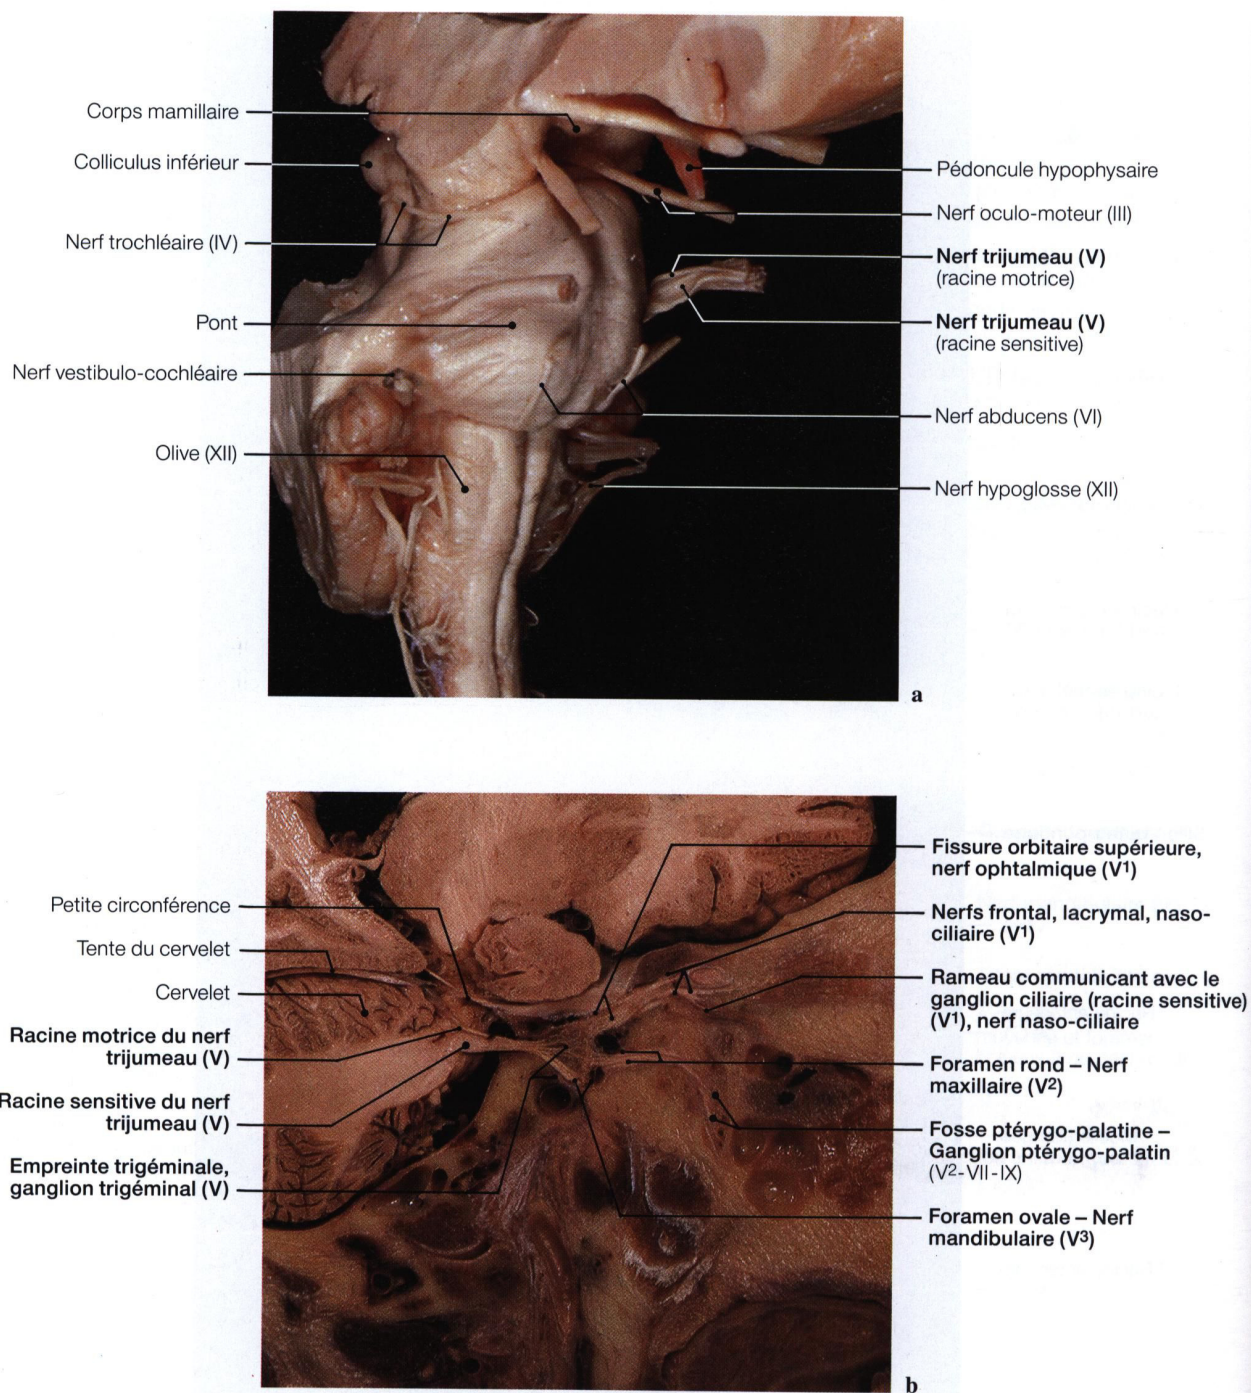 Corps mamillaire
Colliculus inférieur
Nerf trochléaire (IV)
Pont
Nerf vestibulo-cochléaire
Olive (XII)
Pédoncule hypophysaire
Nerf oculo-moteur (III)
Nerf trijumeau (V)
(racine motrice)
Nerf trijumeau (V)
(racine sensitive)
Nerf abducens (VI)
Nerf hypoglosse (XII)
a
Petite circonférence
Tente du cervelet
Cervelet
Racine motrice du nerf
trijumeau (V)
Racine sensitive du nerf
trijumeau (V)
Empreinte trigéminale,
ganglion trigéminal (V)
Fissure orbitaire supérieure,
nerf ophtalmique (V¹)
Nerfs frontal, lacrymal, naso-
ciliaire (V¹)
Rameau communicant avec le
ganglion ciliaire (racine sensitive)
(V¹), nerf naso-ciliaire
Foramen rond – Nerf
maxillaire (V²)
Fosse ptérygo-palatine –
Ganglion ptérygo-palatin
(V²-VII-IX)
Foramen ovale – Nerf
mandibulaire (V³)
b